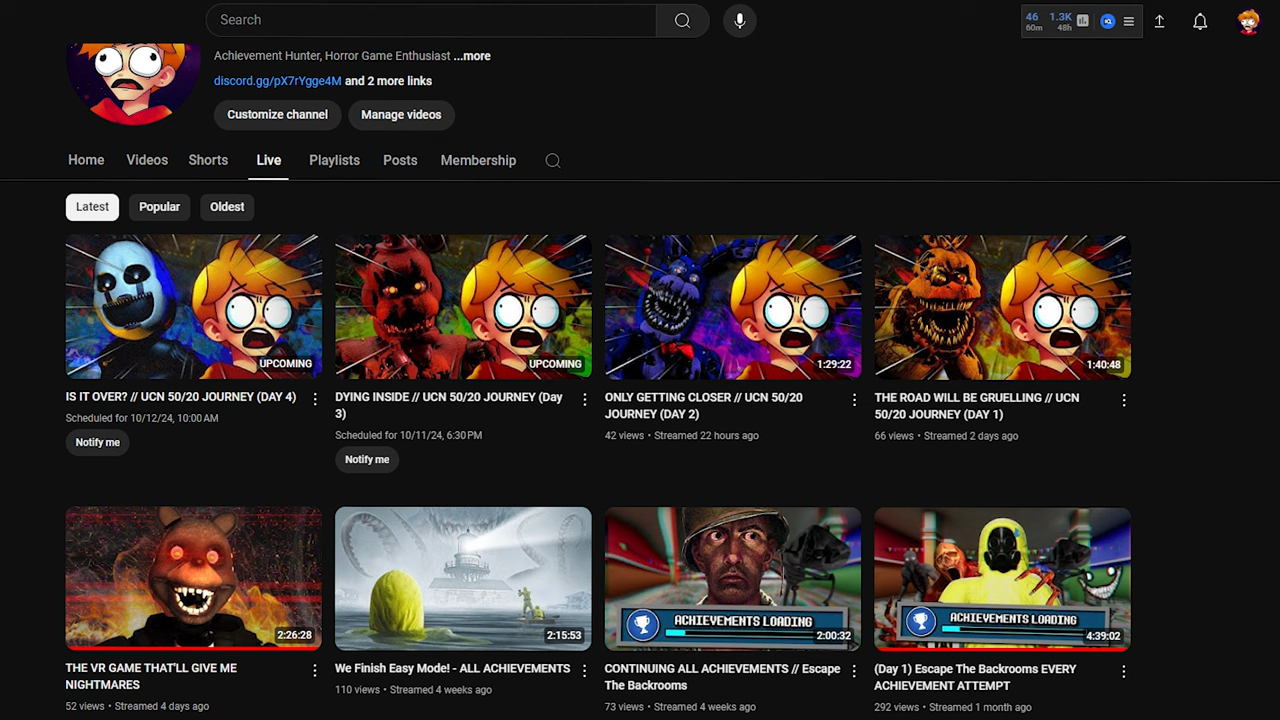 Search
46 1.3K
60m 48h
Achievement Hunter, Horror Game Enthusiast ...more
discord.gg/pX7rYgge4M and 2 more links
Customize channel Manage videos
Home Videos Shorts Live Playlists Posts Membership
Latest Popular Oldest
UPCOMING UPCOMING 1:29:22 1:40:48
IS IT OVER? // UCN 50/20 JOURNEY (DAY 4)
Scheduled for 10/12/24, 10:00 AM
Notify me
DYING INSIDE // UCN 50/20 JOURNEY (Day
3)
Scheduled for 10/11/24, 6:30 PM
Notify me
ONLY GETTING CLOSER // UCN 50/20
JOURNEY (DAY 2)
42 views • Streamed 22 hours ago
THE ROAD WILL BE GRUELLING // UCN
50/20 JOURNEY (DAY 1)
66 views • Streamed 2 days ago
2:26:28
THE VR GAME THAT'LL GIVE ME
NIGHTMARES
52 views • Streamed 4 days ago
2:15:53
We Finish Easy Mode! - ALL ACHIEVEMENTS
110 views • Streamed 4 weeks ago
ACHIEVEMENTS LOADING
2:00:32
CONTINUING ALL ACHIEVEMENTS // Escape
The Backrooms
73 views • Streamed 4 weeks ago
ACHIEVEMENTS LOADING
4:39:02
(Day 1) Escape The Backrooms EVERY
ACHIEVEMENT ATTEMPT
292 views • Streamed 1 month ago